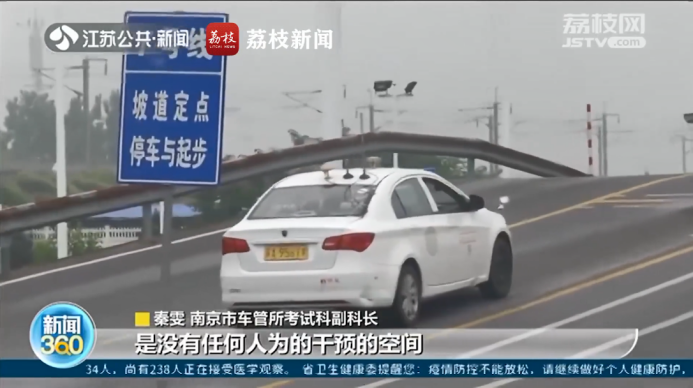 江苏公共·新闻
荔枝
荔枝新闻
荔枝网
JSTV.COM
坡道定点
停车与起步
秦雯 南京市车管所考试科副科长
是没有任何人为的干预的空间
新闻
360
34人，尚有238人正在接受医学观察。省卫生健康委提醒您：疫情防控不能放松，请继续做好个人健康防护，